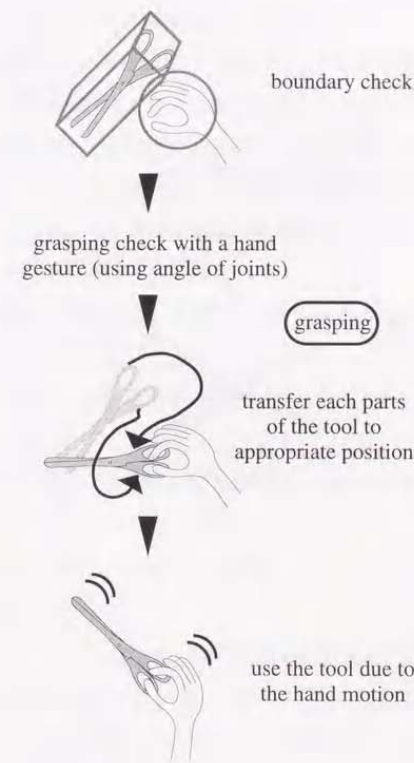 boundary check
grasping check with a hand
gesture (using angle of joints)
grasping
transfer each parts
of the tool to
appropriate position
use the tool due to
the hand motion